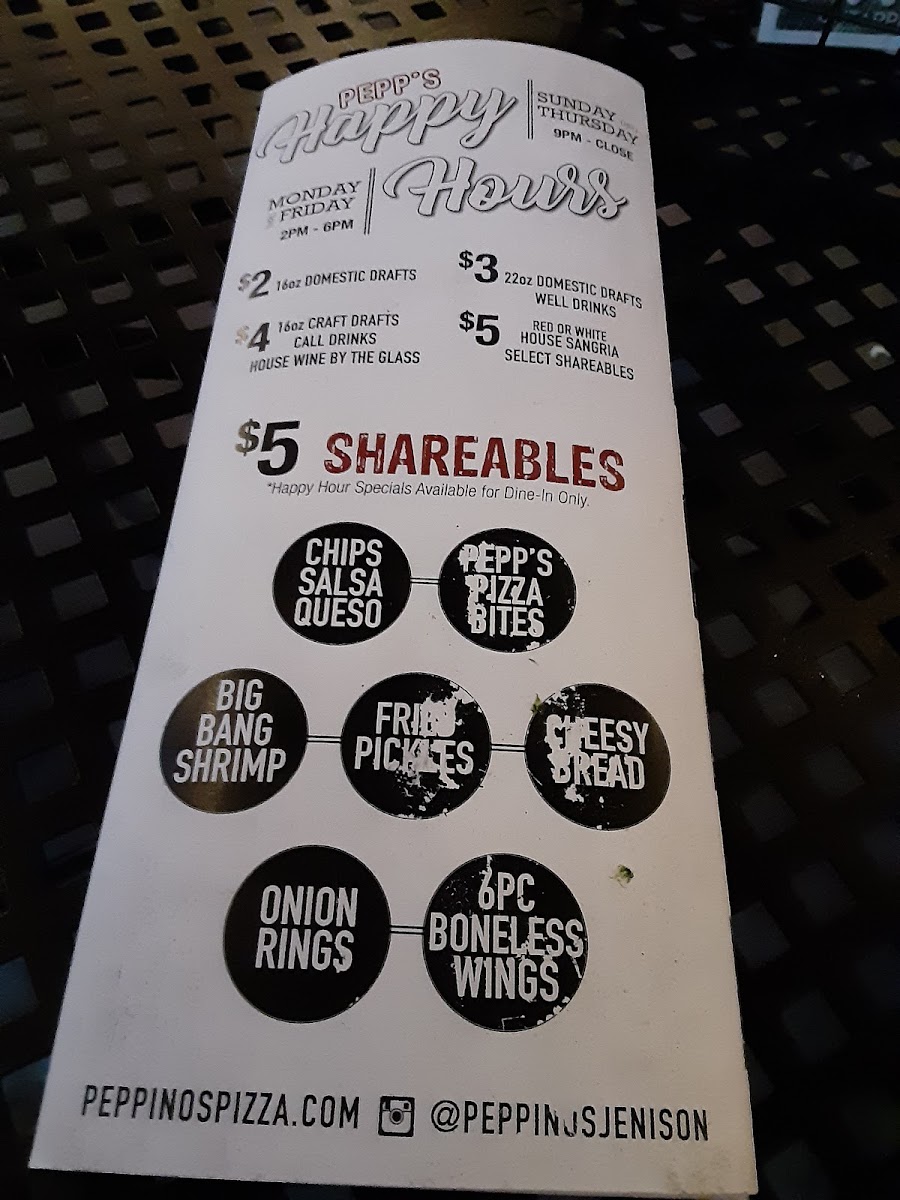 PEPP'S
Happy
Hours
SUNDAY
THURSDAY
9PM - CLOSE
MONDAY
FRIDAY
2PM - 6PM
$2 16oz DOMESTIC DRAFTS
$3 22oz DOMESTIC DRAFTS
WELL DRINKS
$4 16oz CRAFT DRAFTS
CALL DRINKS
HOUSE WINE BY THE GLASS
$5 RED OR WHITE
HOUSE SANGRIA
SELECT SHAREABLES
$5 SHAREABLES
*Happy Hour Specials Available for Dine-In Only.
CHIPS
SALSA
QUESO
PEPP'S
PIZZA
BITES
BIG
BANG
SHRIMP
FRIED
PICKLES
CHEESY
BREAD
ONION
RINGS
6PC
BONELESS
WINGS
PEPPINOSPIZZA.COM @PEPPINOSJENISON